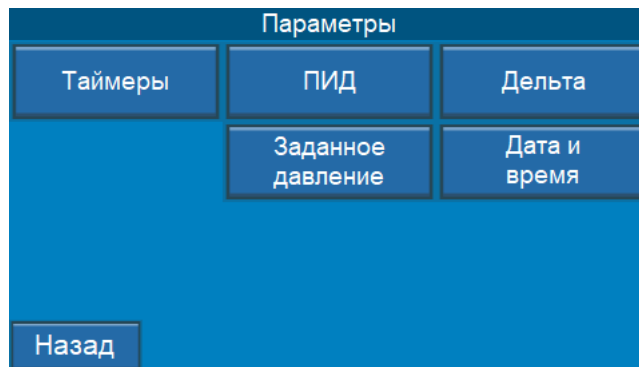 Параметры
Таймеры
ПИД
Дельта
Заданное
давление
Дата и
время
Назад